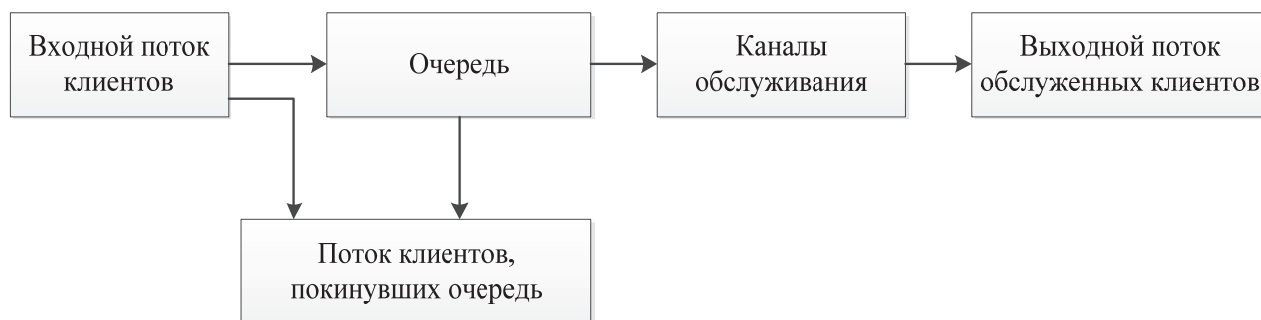 Входной поток
клиентов
Очередь
Каналы
обслуживания
Выходной поток
обслуженных клиентов
Поток клиентов,
покинувших очередь